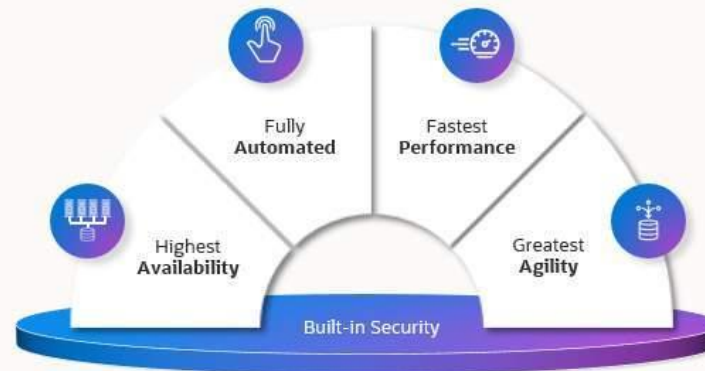 Fully
Automated
Fastest
Performance
Highest
Availability
Greatest
Agility
Built-in Security